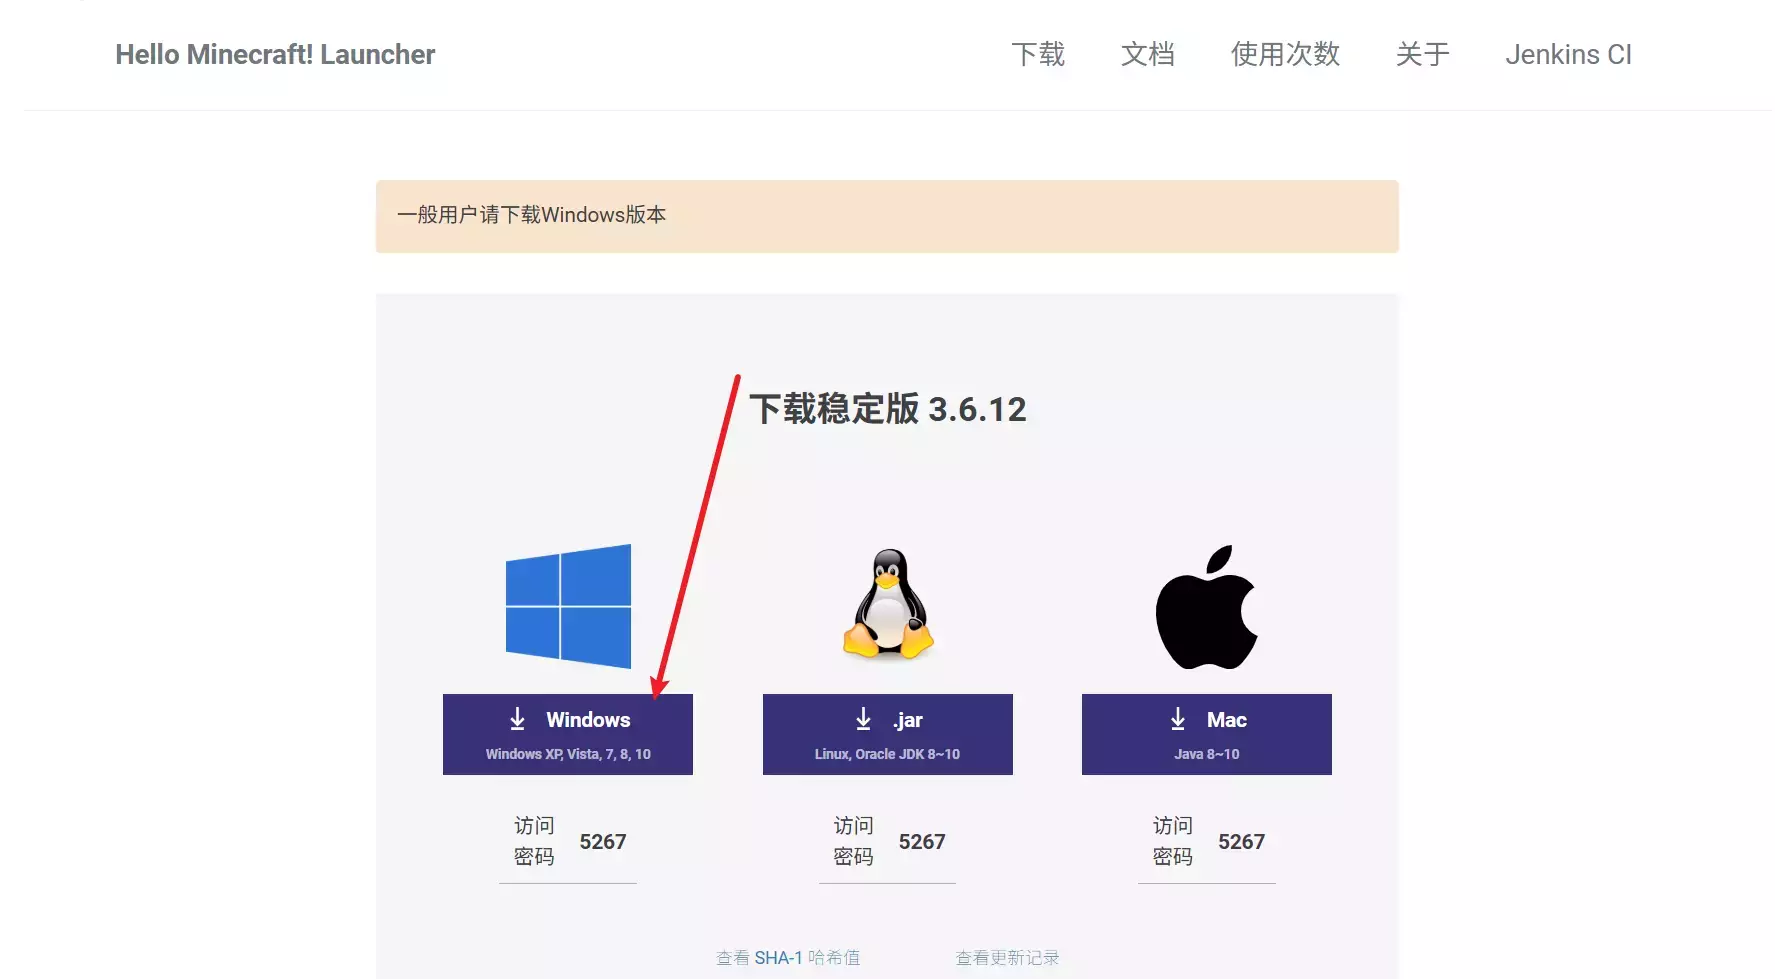 Hello Minecraft! Launcher
下载 文档 使用次数 关于 Jenkins CI
一般用户请下载Windows版本
下载稳定版 3.6.12
Windows
Windows XP, Vista, 7, 8, 10
.jar
Linux, Oracle JDK 8~10
Mac
Java 8~10
访问
密码
5267
访问
密码
5267
访问
密码
5267
查看 SHA-1 哈希值
查看更新记录